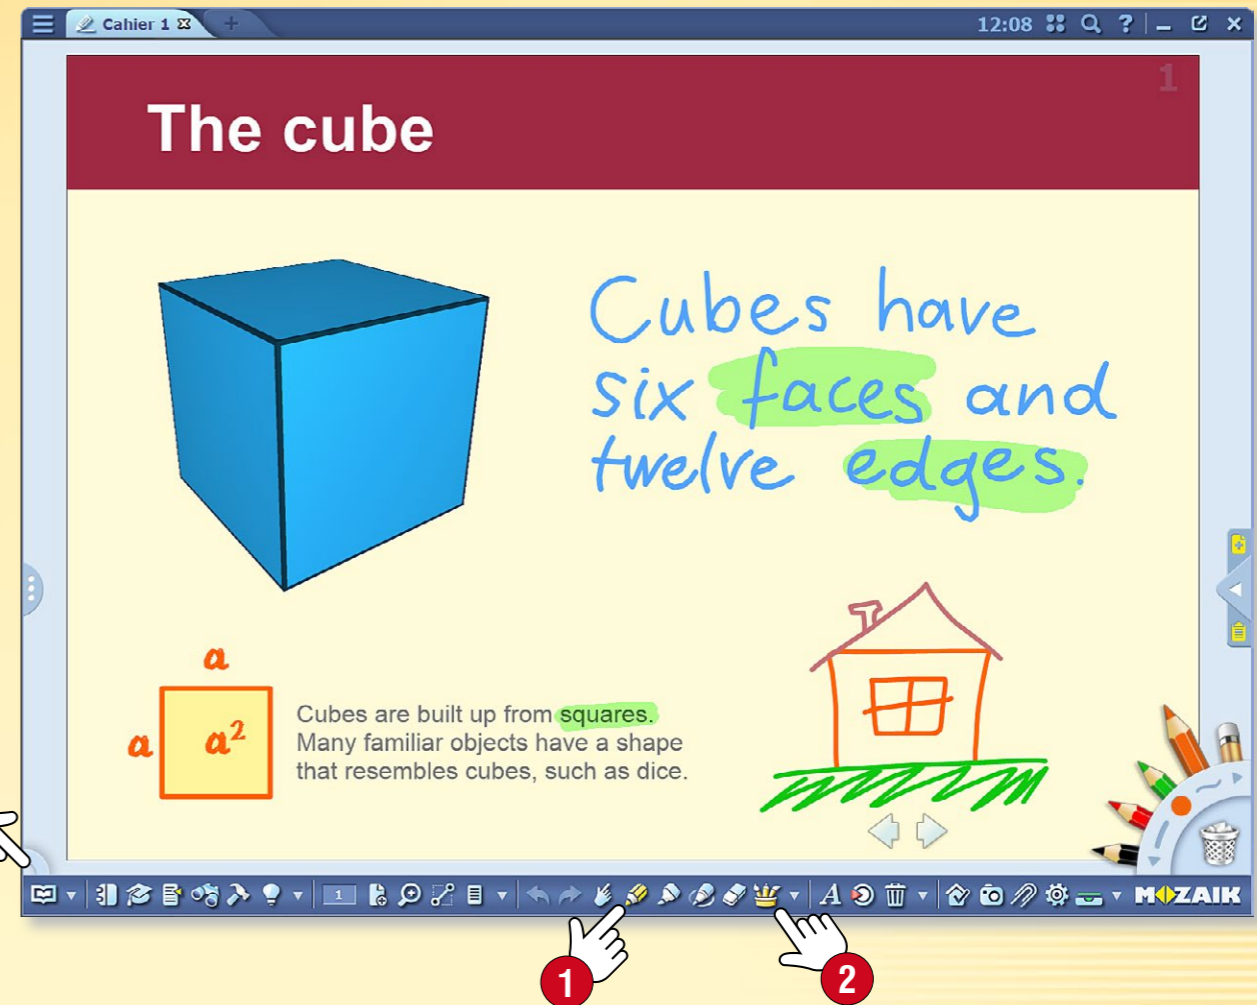 Cahier 1
12:08
?
1
The cube
Cubes have
six faces and
twelve edges.
a
a
a²
Cubes are built up from squares.
Many familiar objects have a shape
that resembles cubes, such as dice.
1
A
MOZAIK
1
2